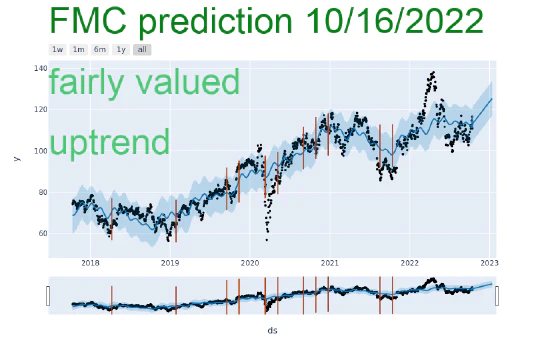 FMC prediction 10/16/2022
1w 1m 6m 1y all
fairly valued
uptrend
140
120
100
80
60
y
2018 2019 2020 2021 2022 2023
ds